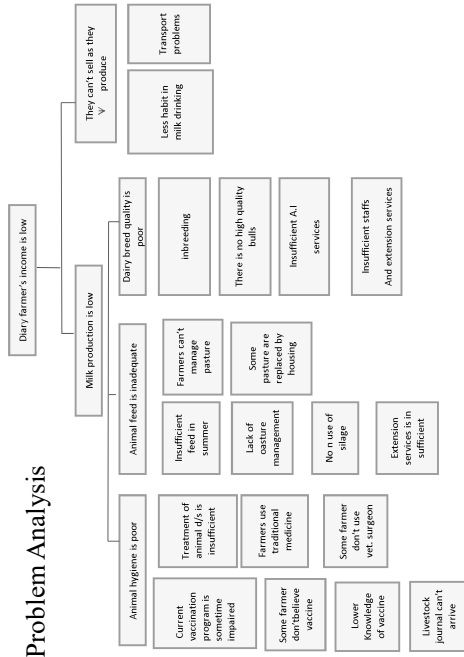 Problem Analysis
Diary farmer's income is low
Milk production is low
They can't sell as they
produce
Animal hygiene is poor
Animal feed is inadequate
Dairy breed quality is
poor
Less habit in
milk drinking
Transport
problems
Current
vaccination
program is
sometime
impaired
Some farmer
don'tbelieve
vaccine
Lower
Knowledge
of vaccine
Livestock
journal can't
arrive
Treatment of
animal d/s is
insufficient
Farmers use
traditional
medicine
Some farmer
don't use
vet. surgeon
Insufficient
feed in
summer
Lack of
oasture
management
No n use of
silage
Extension
services is in
sufficient
Farmers can't
manage
pasture
Some
pasture are
replaced by
housing
inbreeding
There is no high quality
bulls
Insufficient A.I
services
Insufficient staffs
And extension services